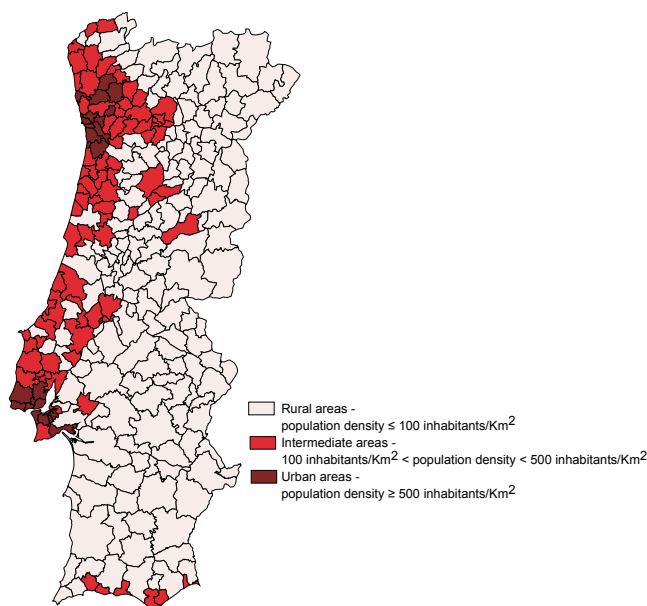 Rural areas -
population density ≤ 100 inhabitants/Km²
Intermediate areas -
100 inhabitants/Km² < population density < 500 inhabitants/Km²
Urban areas -
population density ≥ 500 inhabitants/Km²